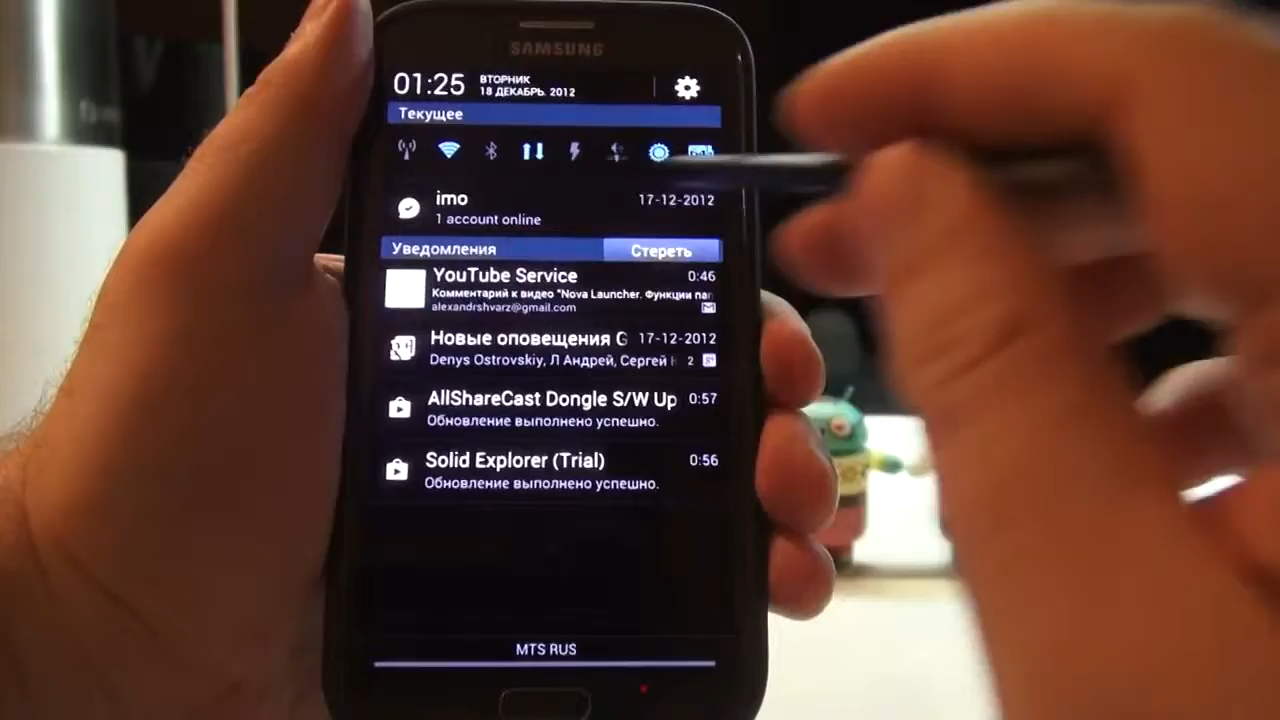 SAMSUNG
01:25 ВТОРНИК
18 ДЕКАБРЬ. 2012
Текущее
imo 17-12-2012
1 account online
Уведомления Стереть
YouTube Service 0:46
Комментарий к видео "Nova Launcher. Функции
alexandrshvarz@gmail.com
Новые оповещения G 17-12-2012
Denys Ostrovskiy, Л Андрей, Сергей 2
AllShareCast Dongle S/W Up 0:57
Обновление выполнено успешно.
Solid Explorer (Trial) 0:56
Обновление выполнено успешно.
MTS RUS